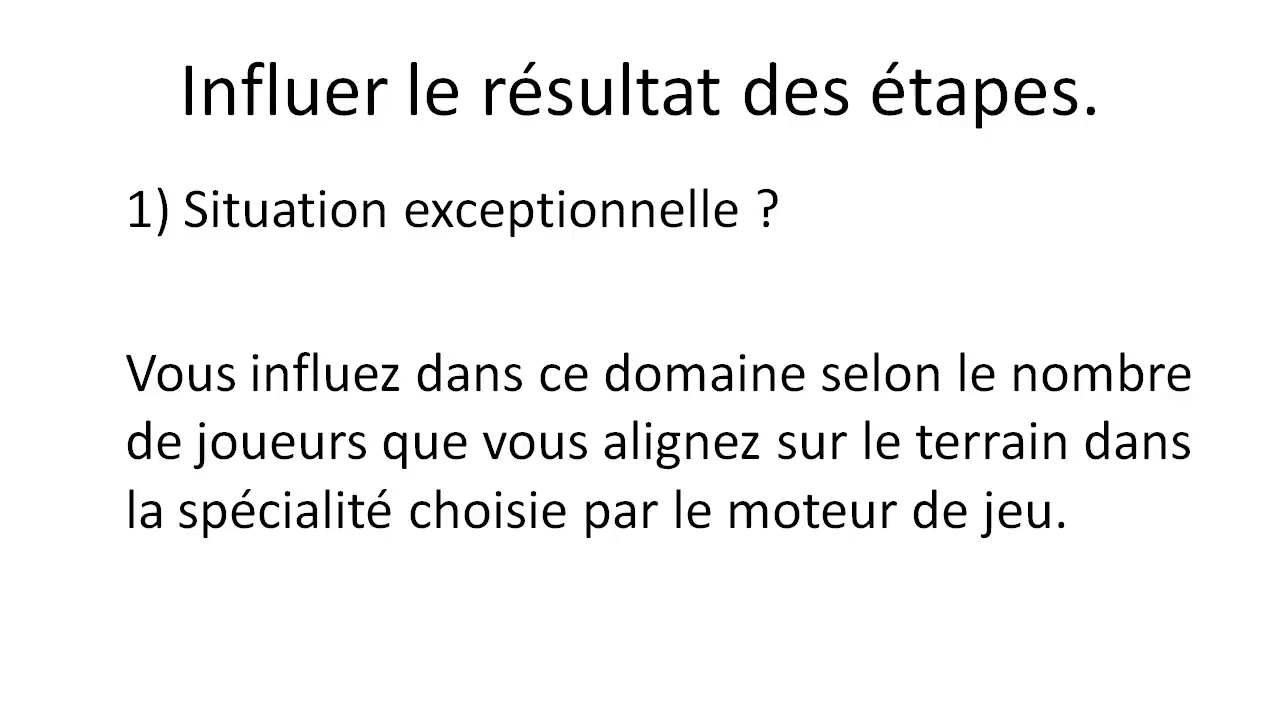 Influer le résultat des étapes.
1) Situation exceptionnelle ?
Vous influez dans ce domaine selon le nombre
de joueurs que vous alignez sur le terrain dans
la spécialité choisie par le moteur de jeu.